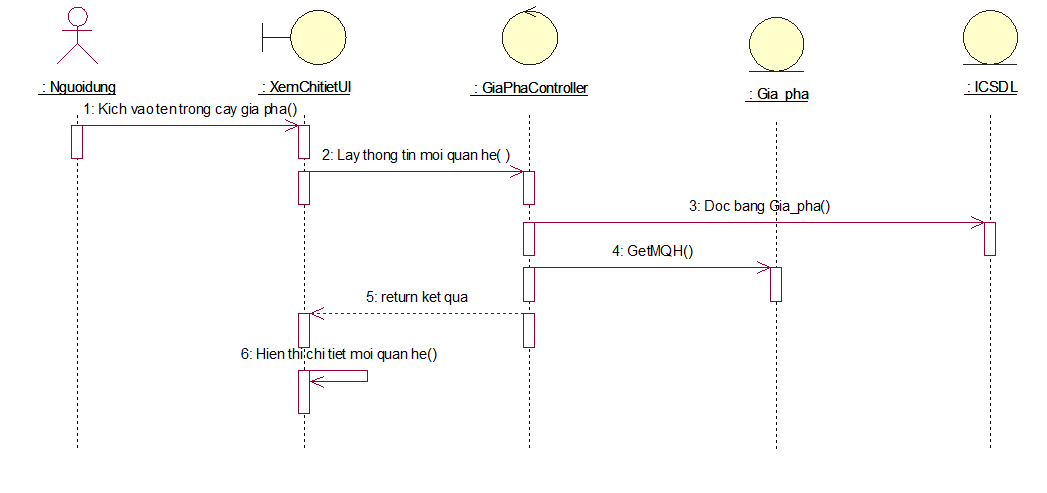 : Nguoidung
: XemChitietUI
: GiaPhaController
: Gia_pha
: ICSDL
1: Kich vao ten trong cay gia pha()
2: Lay thong tin moi quan he( )
3: Doc bang Gia_pha()
4: GetMQH()
5: return ket qua
6: Hien thi chi tiet moi quan he()